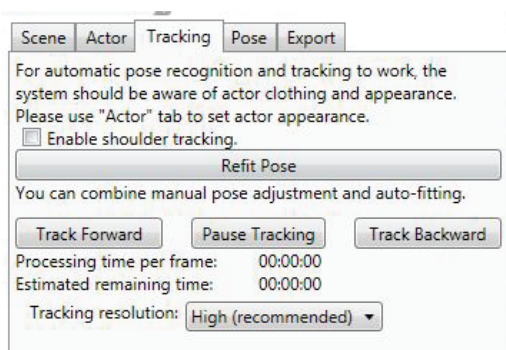 Scene Actor Tracking Pose Export
For automatic pose recognition and tracking to work, the
system should be aware of actor clothing and appearance.
Please use "Actor" tab to set actor appearance.
Enable shoulder tracking.
Refit Pose
You can combine manual pose adjustment and auto-fitting.
Track Forward Pause Tracking Track Backward
Processing time per frame: 00:00:00
Estimated remaining time: 00:00:00
Tracking resolution: High (recommended)